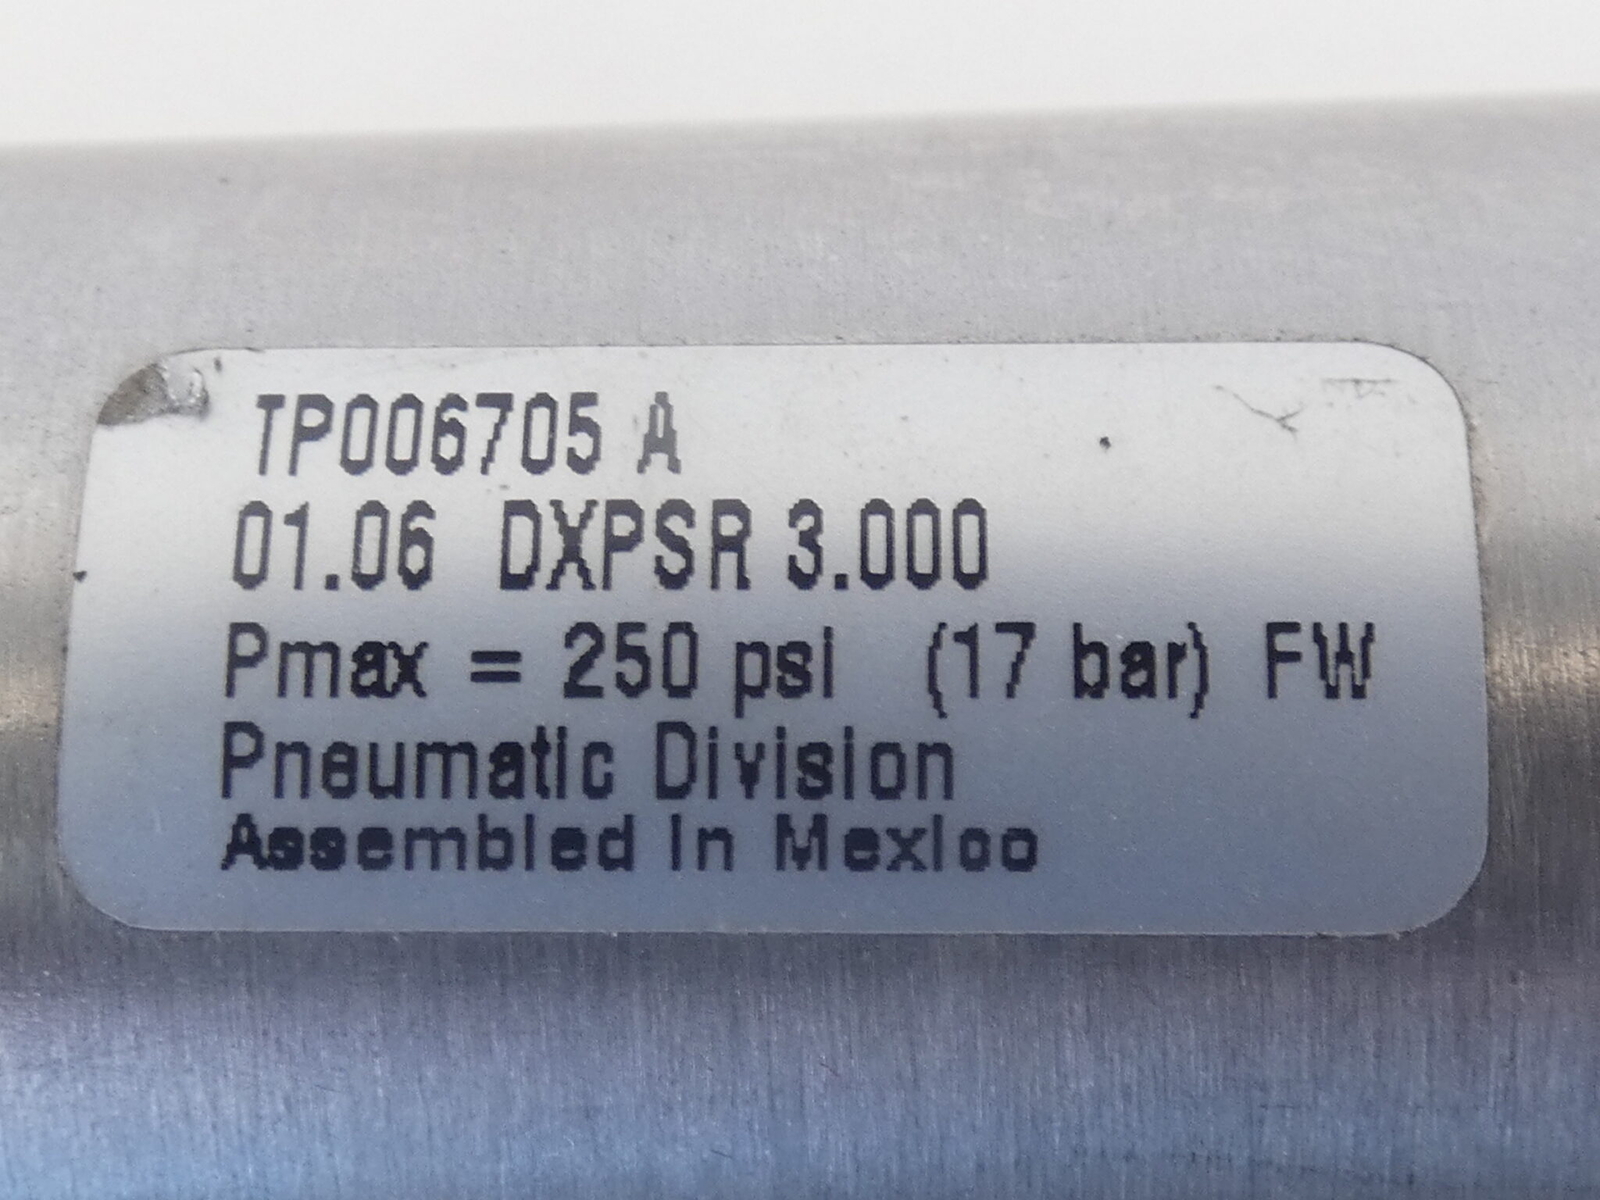 TP006705 A
01.06 DXPSR 3.000
Pmax = 250 psi (17 bar) FW
Pneumatic Division
Assembled In Mexico